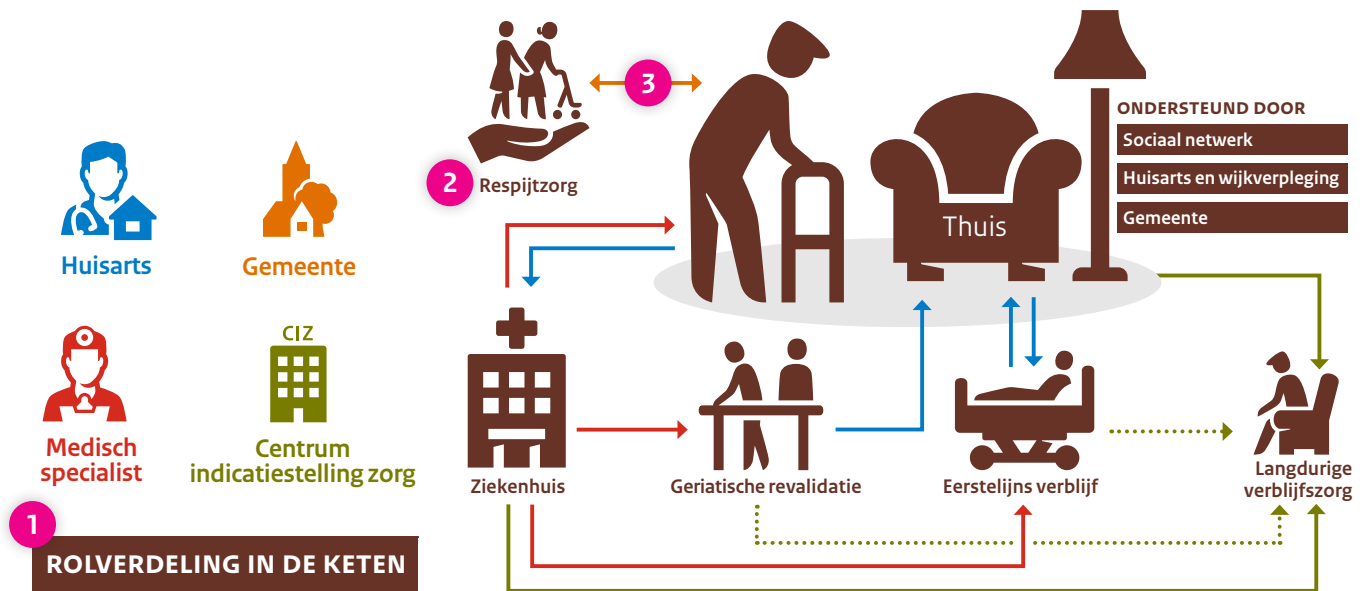 3
ONDERSTEUND DOOR
Sociaal netwerk
Huisarts en wijkverpleging
Gemeente
2
Respijtzorg
Thuis
Huisarts
Gemeente
CIZ
Medisch
specialist
Centrum
indicatiestelling zorg
Ziekenhuis
Geriatische revalidatie
Eerstelijns verblijf
Langdurige
verblijfszorg
1
ROLVERDELING IN DE KETEN